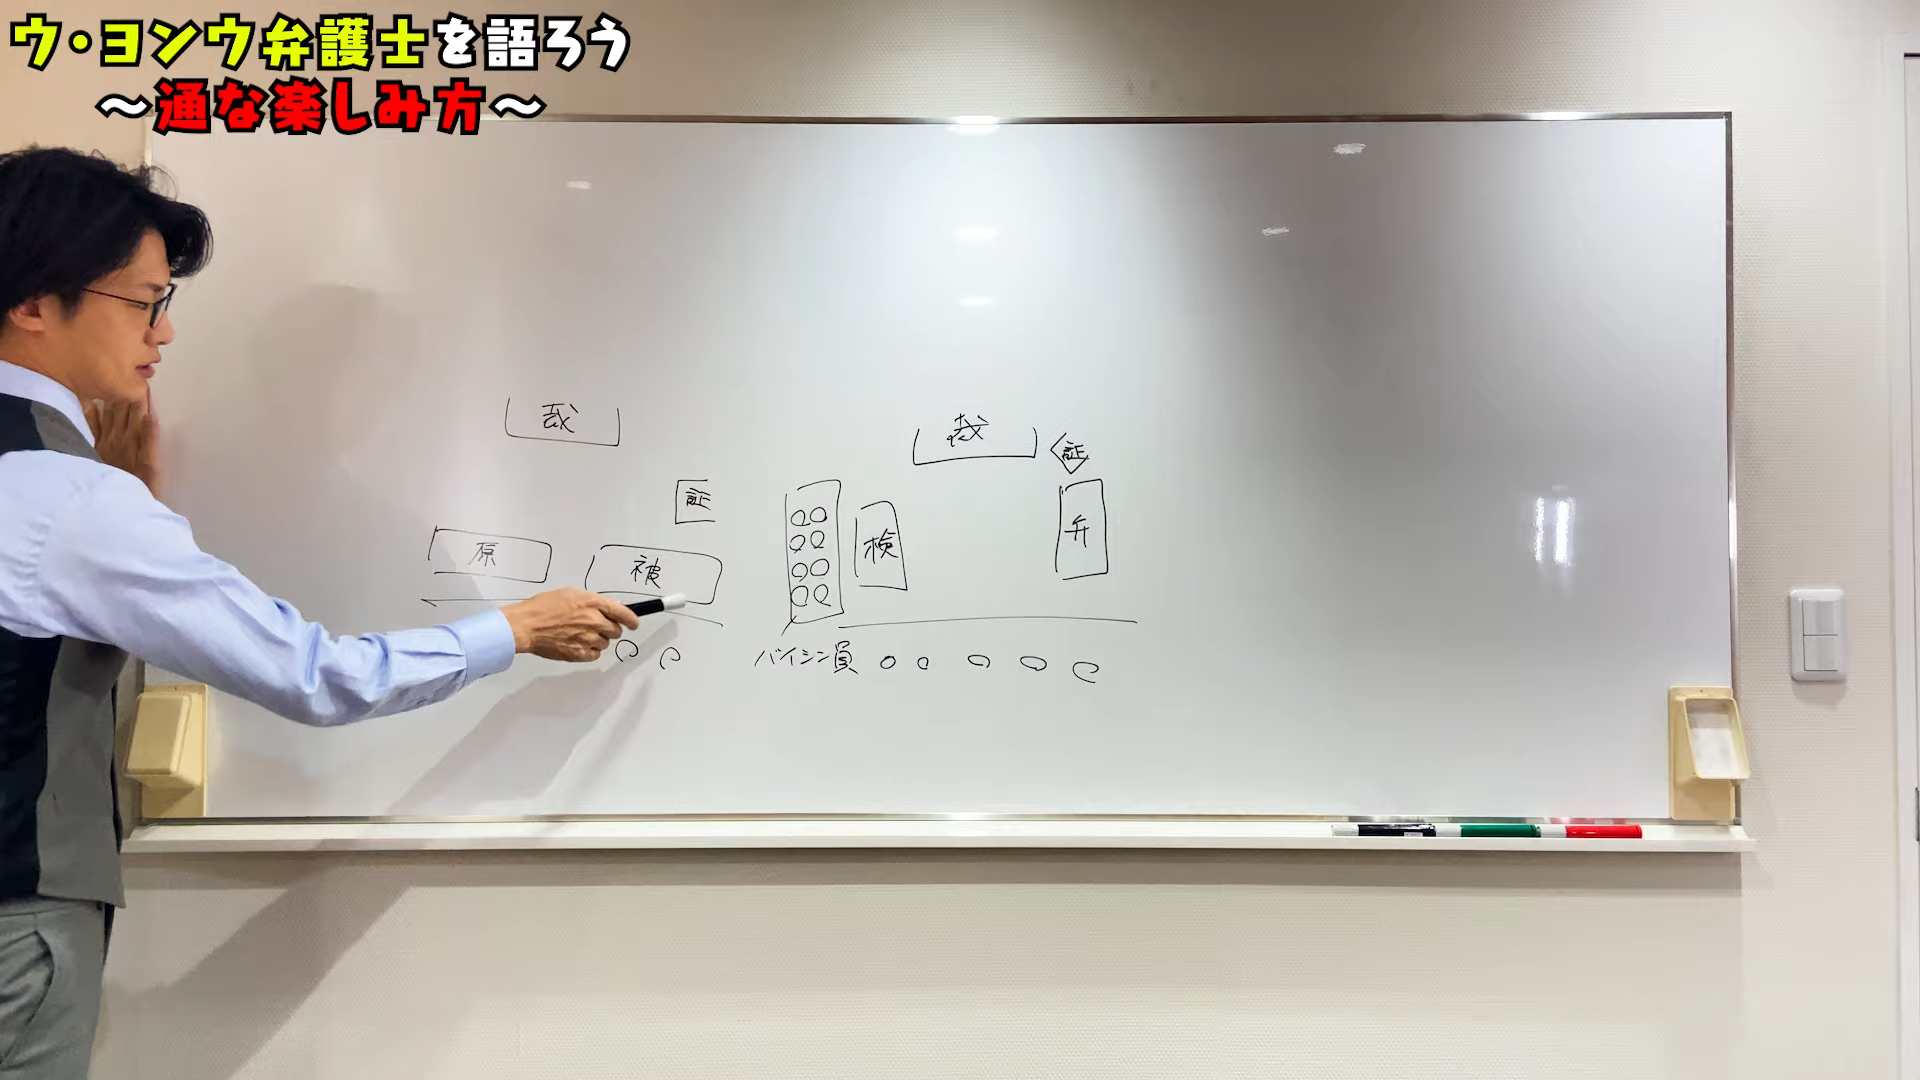 ウ・ヨンウ弁護士を語ろう
〜通な楽しみ方〜
裁
証
原
被
裁
証
検
弁
バイシン員